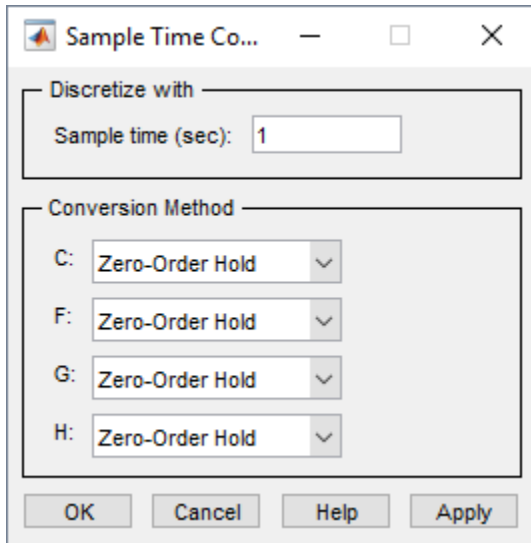 Sample Time Co...
Discretize with
Sample time (sec): 1
Conversion Method
C: Zero-Order Hold
F: Zero-Order Hold
G: Zero-Order Hold
H: Zero-Order Hold
OK Cancel Help Apply